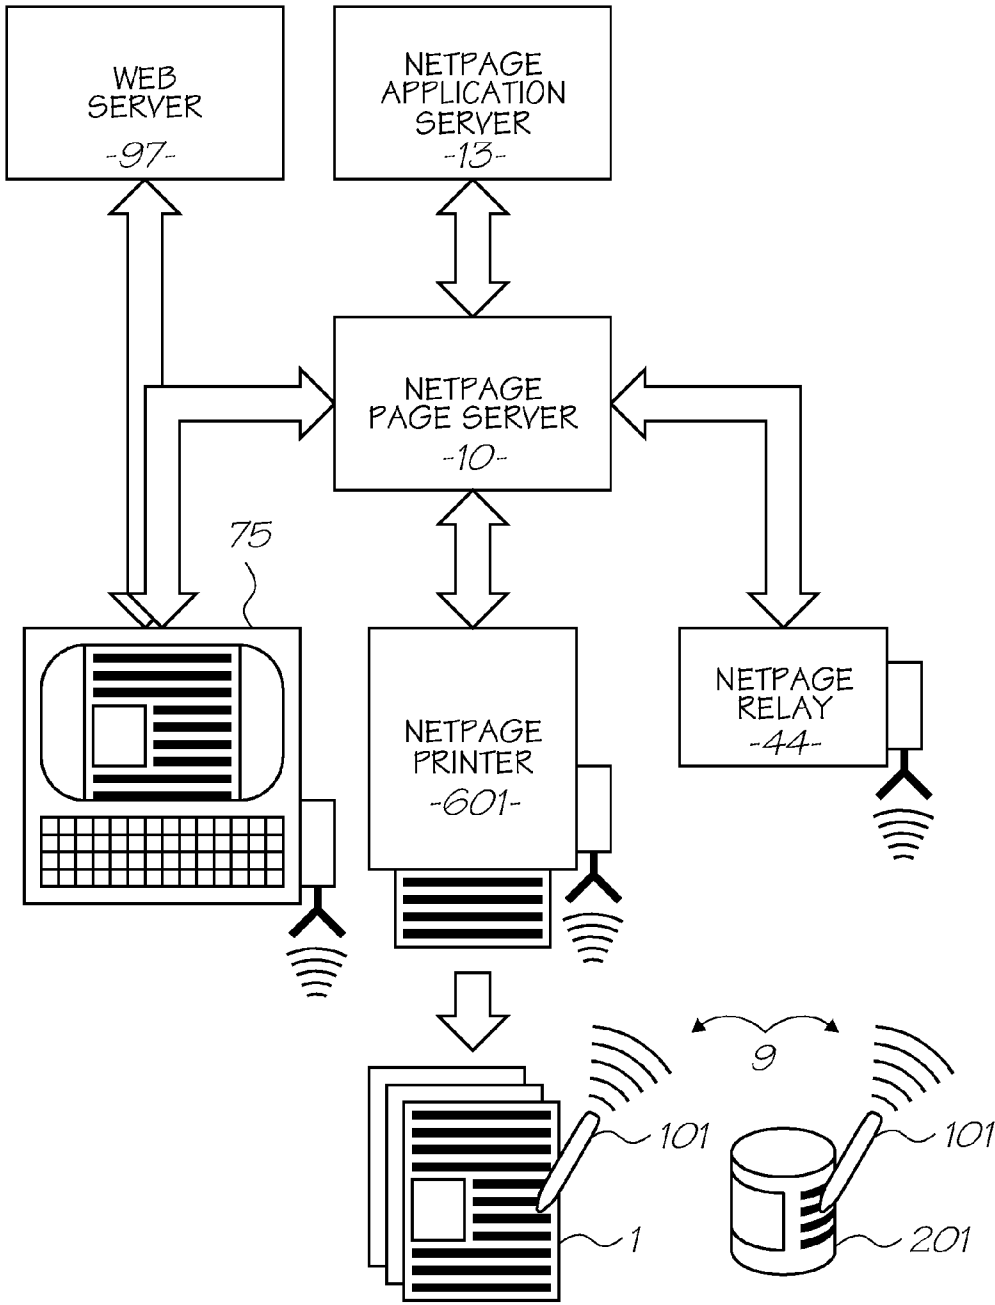 WEB
SERVER
-97-
NETPAGE
APPLICATION
SERVER
-13-
NETPAGE
PAGE SERVER
-10-
75
NETPAGE
PRINTER
-601-
NETPAGE
RELAY
-44-
9
101
101
1
201